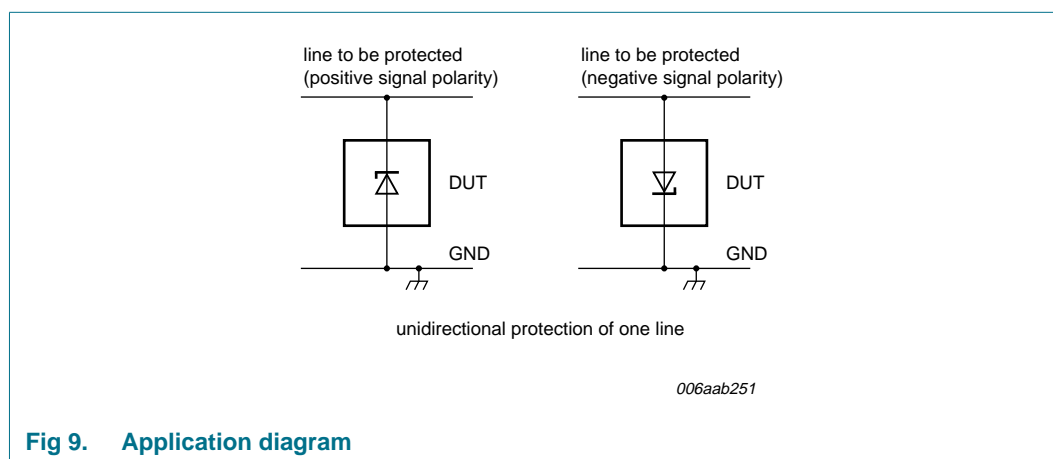 line to be protected
(positive signal polarity)
line to be protected
(negative signal polarity)
DUT
DUT
GND
GND
unidirectional protection of one line
006aab251
Fig 9. Application diagram